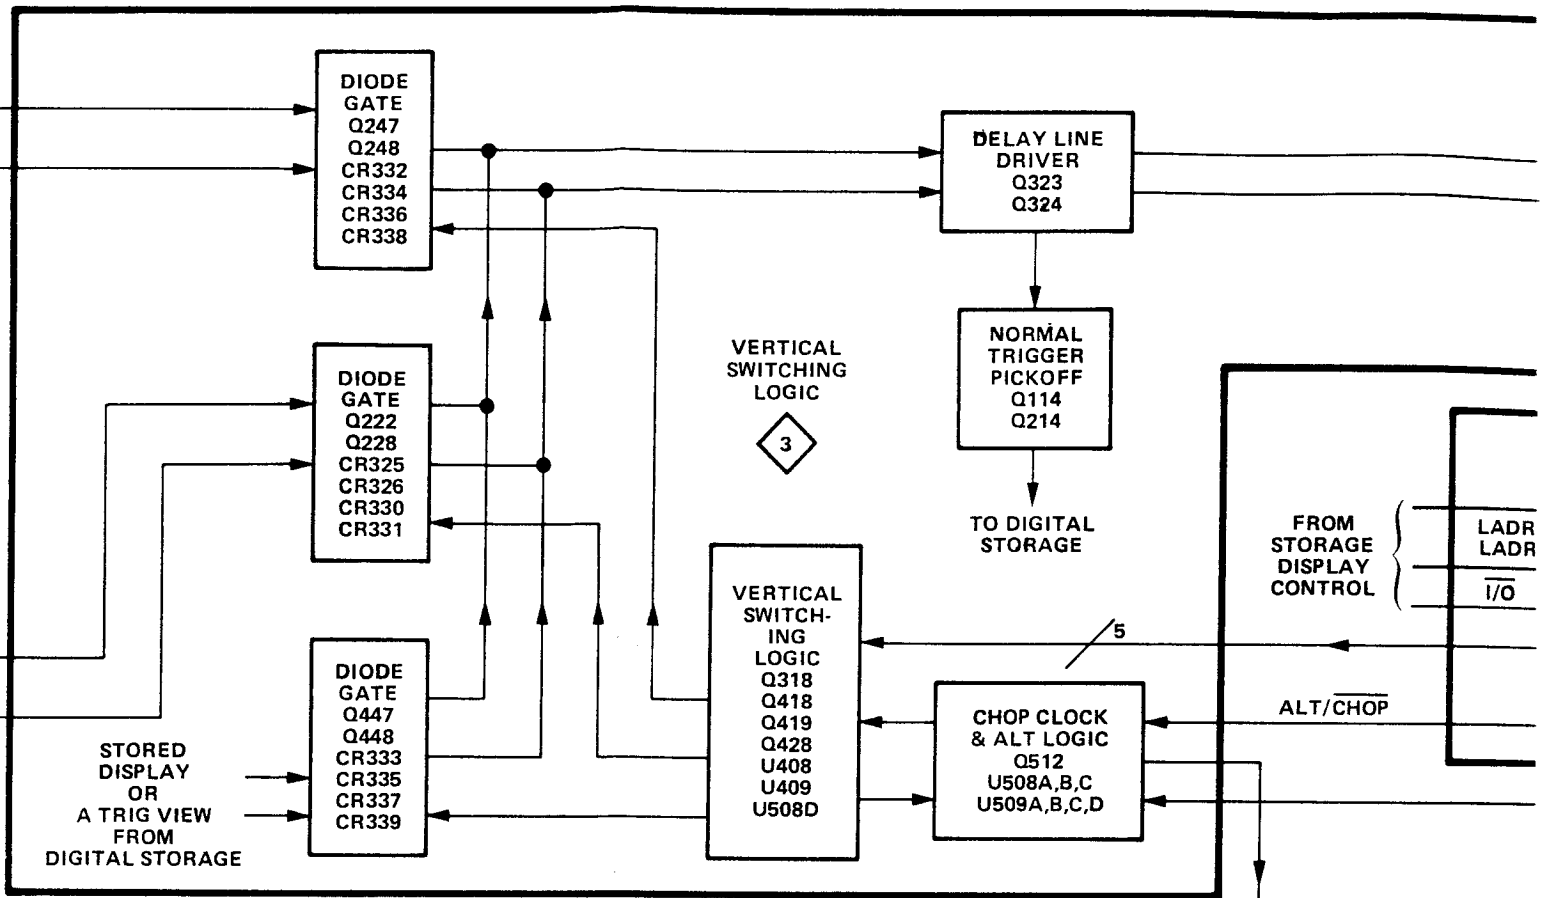 DIODE
GATE
Q247
Q248
CR332
CR334
CR336
CR338
DELAY LINE
DRIVER
Q323
Q324
NORMAL
TRIGGER
PICKOFF
Q114
Q214
TO DIGITAL
STORAGE
VERTICAL
SWITCHING
LOGIC
3
DIODE
GATE
Q222
Q228
CR325
CR326
CR330
CR331
FROM
STORAGE
DISPLAY
CONTROL
LADR
LADR
I/O
5
VERTICAL
SWITCH-
ING
LOGIC
Q318
Q418
Q419
Q428
U408
U409
U508D
ALT/CHOP
CHOP CLOCK
& ALT LOGIC
Q512
U508A,B,C
U509A,B,C,D
DIODE
GATE
Q447
Q448
CR333
CR335
CR337
CR339
STORED
DISPLAY
OR
A TRIG VIEW
FROM
DIGITAL STORAGE